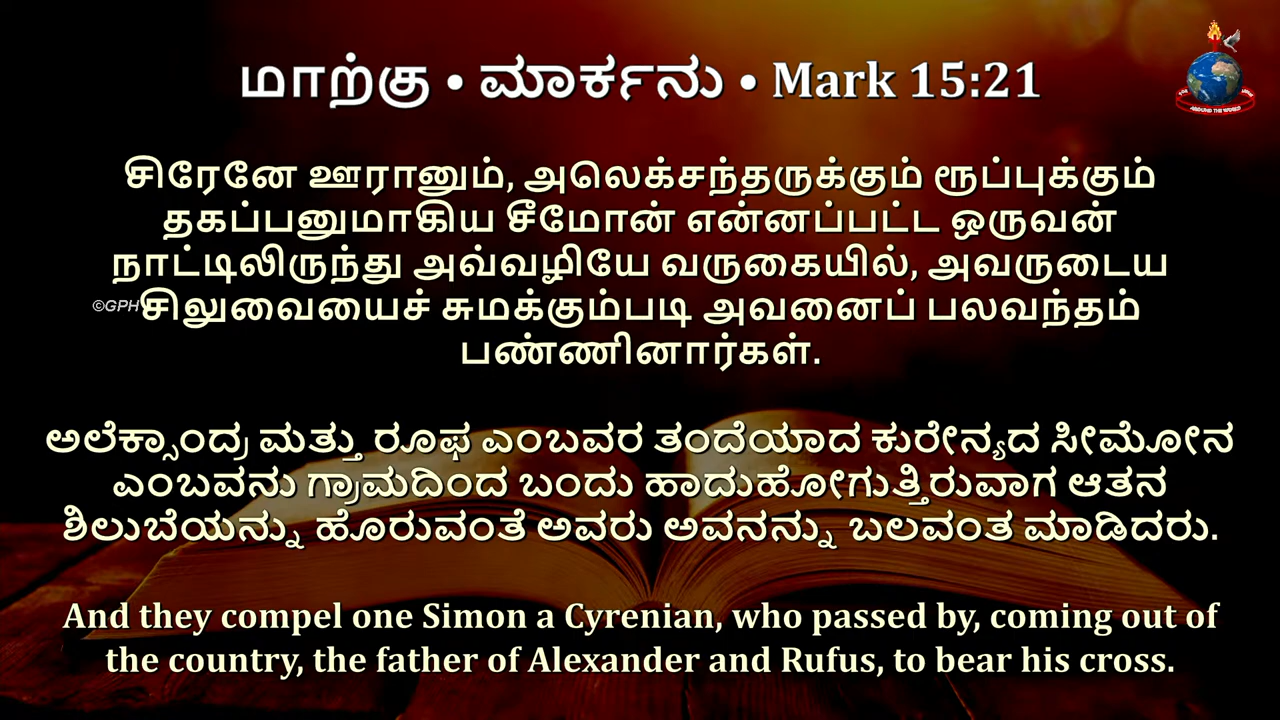 மாற்கு • ಮಾರ್ಕನು • Mark 15:21
சிரேனே ஊரானும், அலெக்சந்தருக்கும் ரூப்புக்கும்
தகப்பனுமாகிய சீமோன் என்னப்பட்ட ஒருவன்
நாட்டிலிருந்து அவ்வழியே வருகையில், அவருடைய
©GPH
சிலுவையைச் சுமக்கும்படி அவனைப் பலவந்தம்
பண்ணினார்கள்.
ಅಲೆಕ್ಸಾಂದ್ರ ಮತ್ತು ರೂಫ ಎಂಬವರ ತಂದೆಯಾದ ಕುರೇನ್ಯದ ಸೀಮೋನ
ಎಂಬವನು ಗ್ರಾಮದಿಂದ ಬಂದು ಹಾದುಹೋಗುತ್ತಿರುವಾಗ ಆತನ
ಶಿಲುಬೆಯನ್ನು ಹೊರುವಂತೆ ಅವರು ಅವನನ್ನು ಬಲವಂತ ಮಾಡಿದರು.
And they compel one Simon a Cyrenian, who passed by, coming out of
the country, the father of Alexander and Rufus, to bear his cross.
AROUND THE WORLD